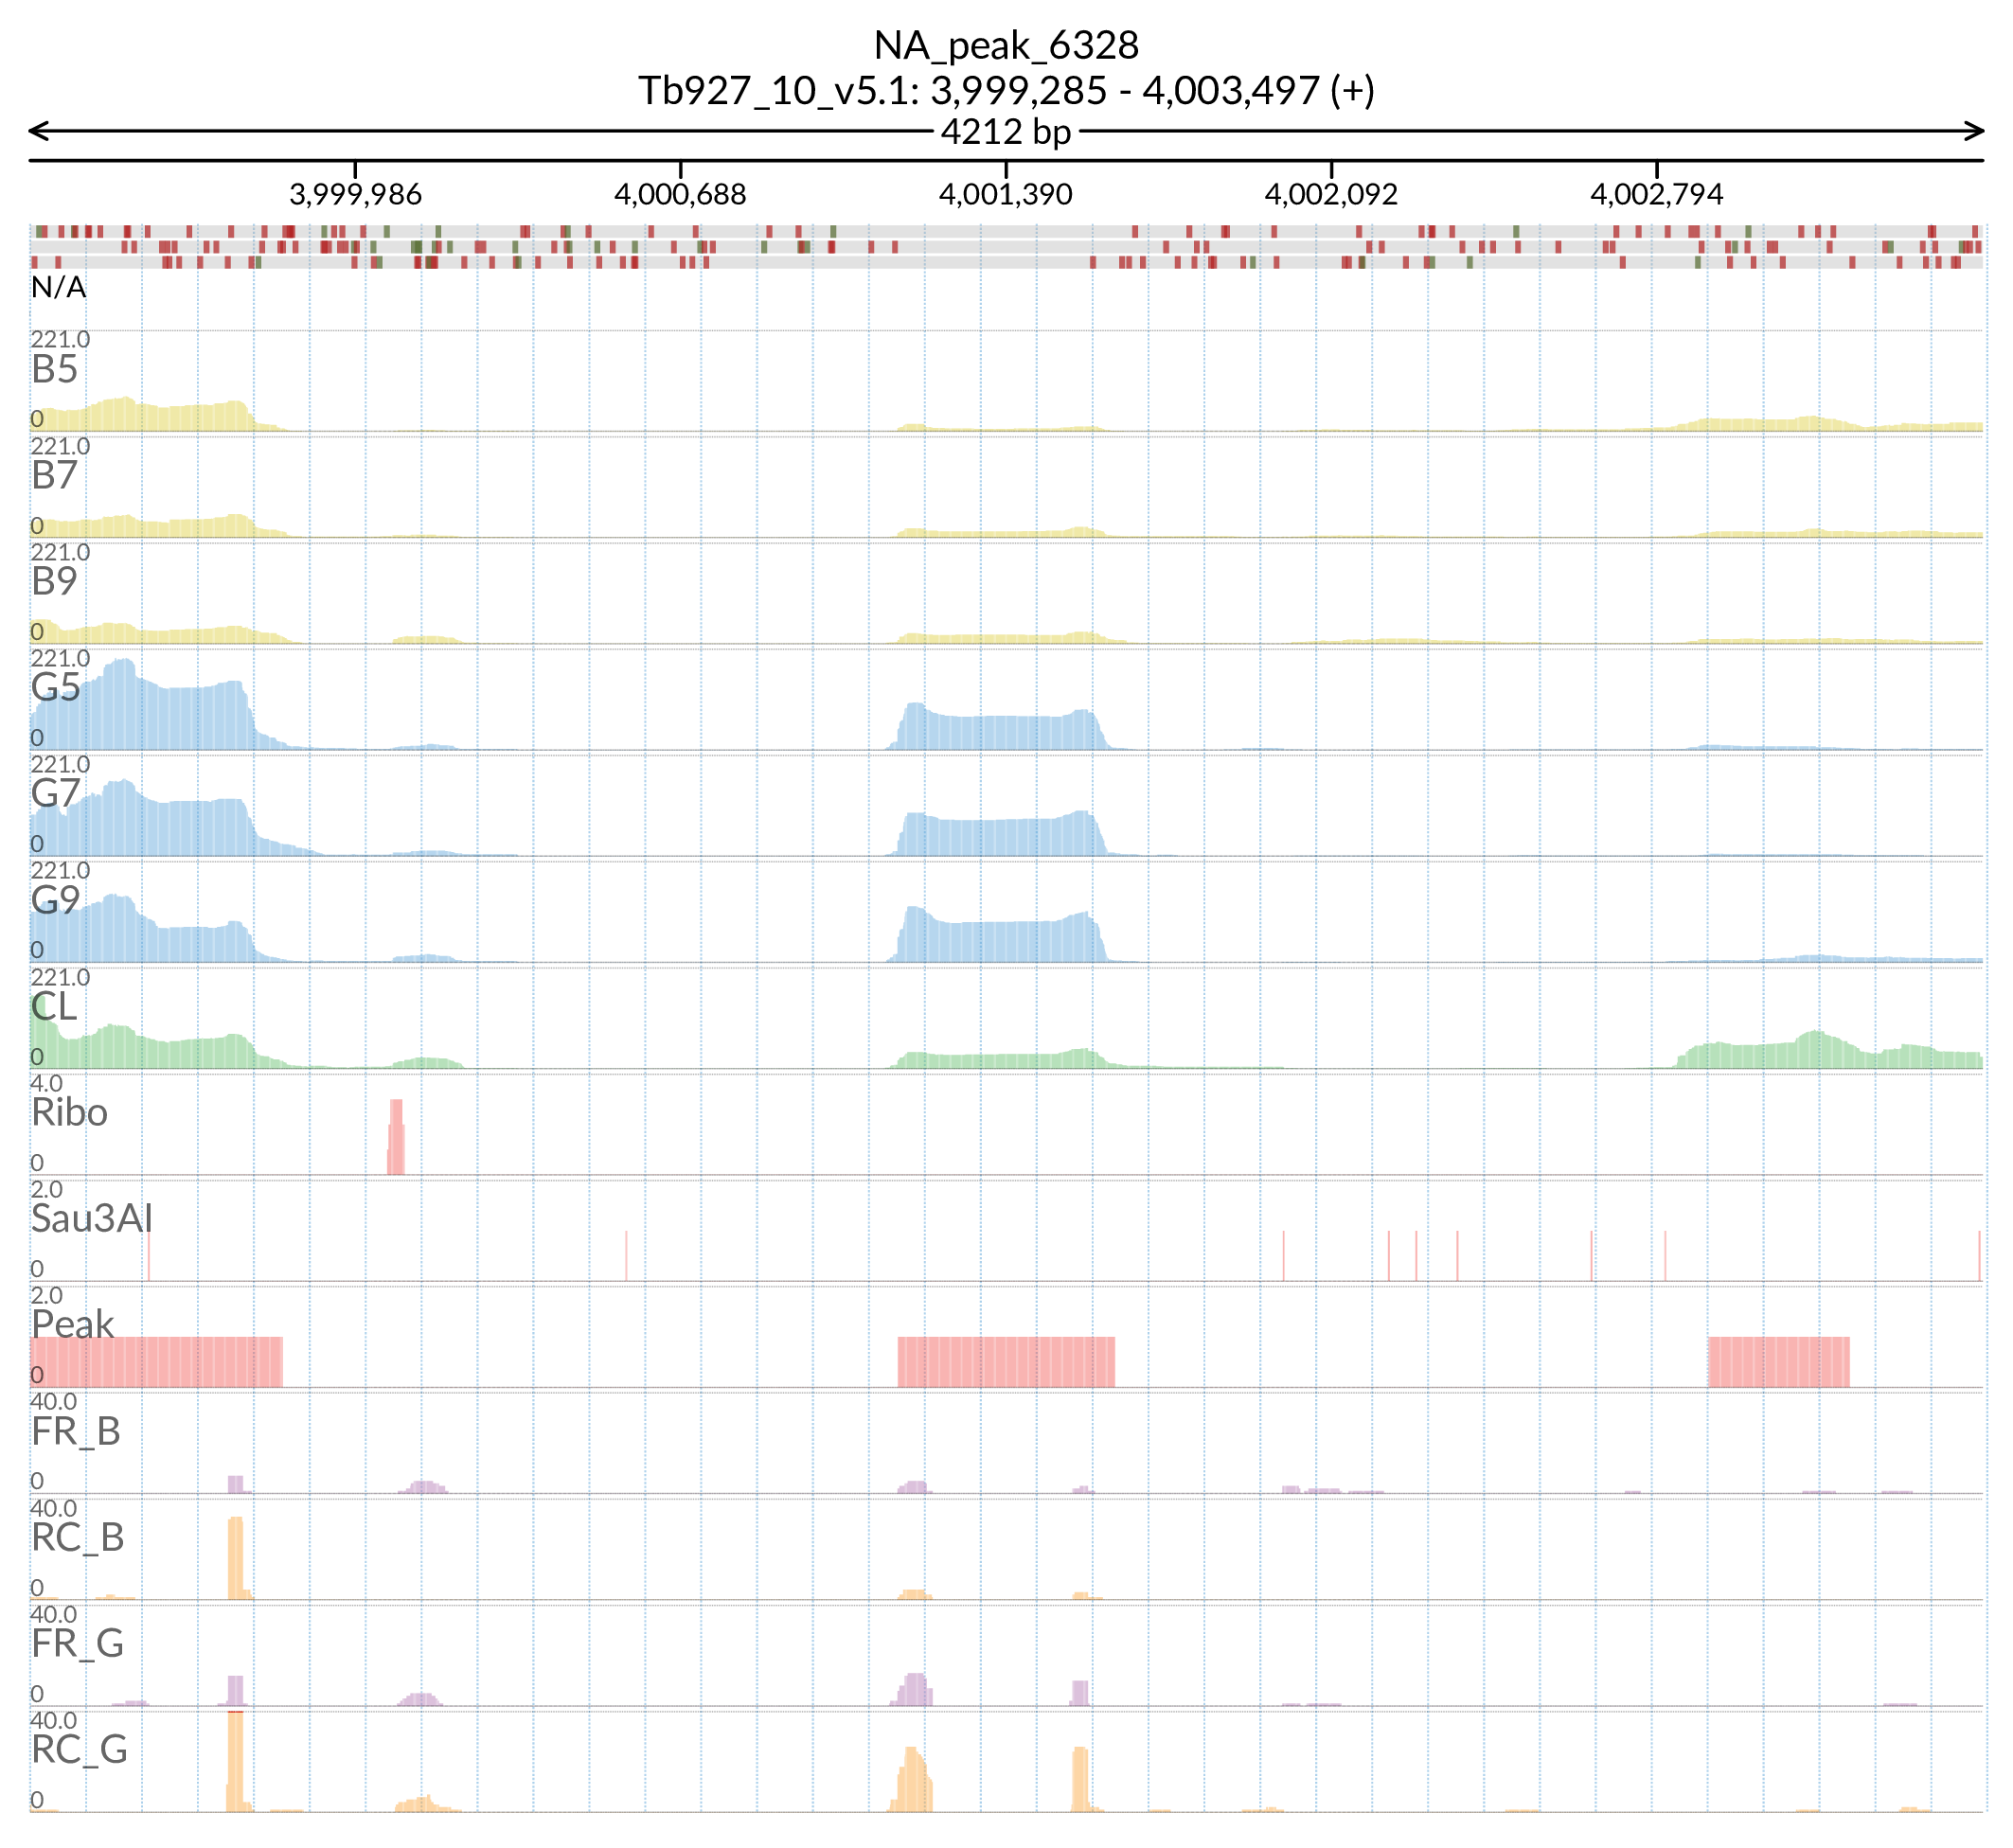 NA_peak_6328
Tb927_10_v5.1: 3,999,285 - 4,003,497 (+)
4212 bp
3,999,986 4,000,688 4,001,390 4,002,092 4,002,794
N/A
221.0
B5
0
221.0
B7
0
221.0
B9
0
221.0
G5
0
221.0
G7
0
221.0
G9
0
221.0
CL
0
4.0
Ribo
0
2.0
Sau3AI
0
2.0
Peak
0
40.0
FR_B
0
40.0
RC_B
0
40.0
FR_G
0
40.0
RC_G
0